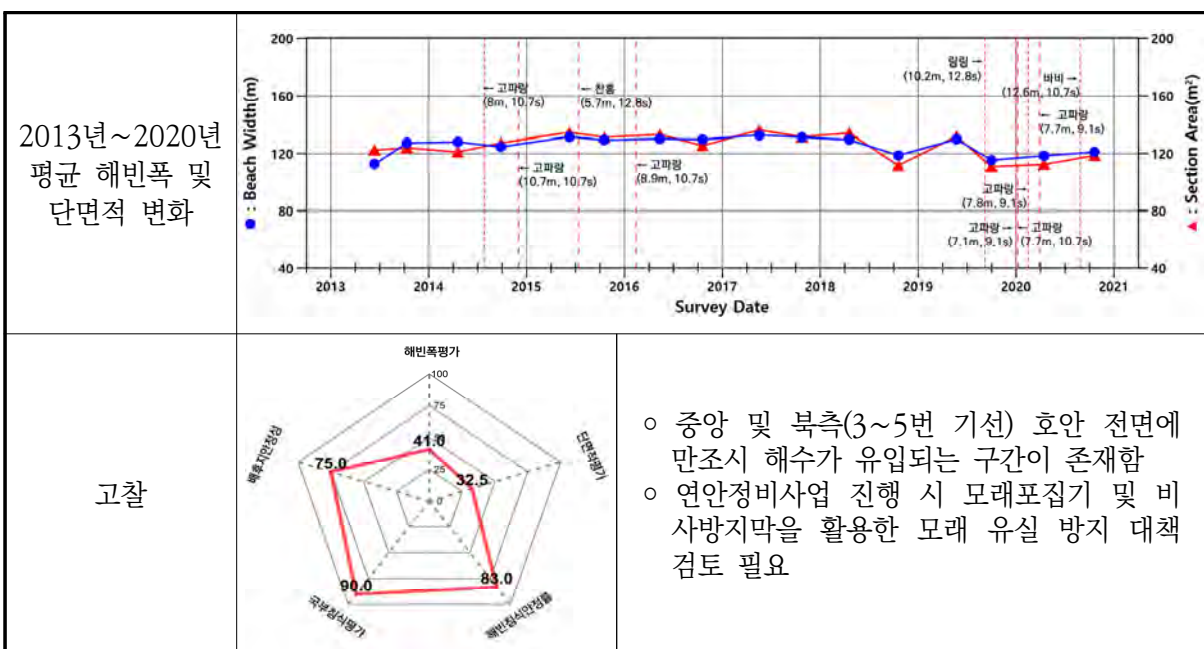 2013년~2020년
평균 해빈폭 및
단면적 변화
● : Beach Width(m)
200
160
120
80
40
← 고파랑
(8m, 10.7s)
← 고파랑
(10.7m, 10.7s)
← 찬홈
(5.7m, 12.8s)
← 고파랑
(8.9m, 10.7s)
링링 →
(10.2m, 12.8s)
바비 →
(12.6m, 10.7s)
← 고파랑
(7.7m, 9.1s)
고파랑 →
(7.8m, 9.1s)
고파랑 →
(7.1m, 9.1s)
← 고파랑
(7.7m, 10.7s)
200
160
120
80
40
▲ : Section Area(m²)
2013 2014 2015 2016 2017 2018 2019 2020 2021
Survey Date
고찰
해빈폭평가
100
75
25
0
41.0
배후지안정성
75.0
단면적평가
32.5
90.0
83.0
국부침식평가
해빈침식안정률
○ 중앙 및 북측(3~5번 기선) 호안 전면에
만조시 해수가 유입되는 구간이 존재함
○ 연안정비사업 진행 시 모래포집기 및 비
사방지막을 활용한 모래 유실 방지 대책
검토 필요